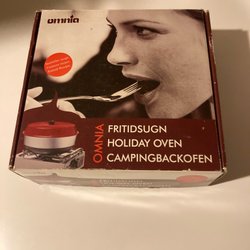 omnia
OMNIA
FRITIDSUGN
HOLIDAY OVEN
CAMPINGBACKOFEN